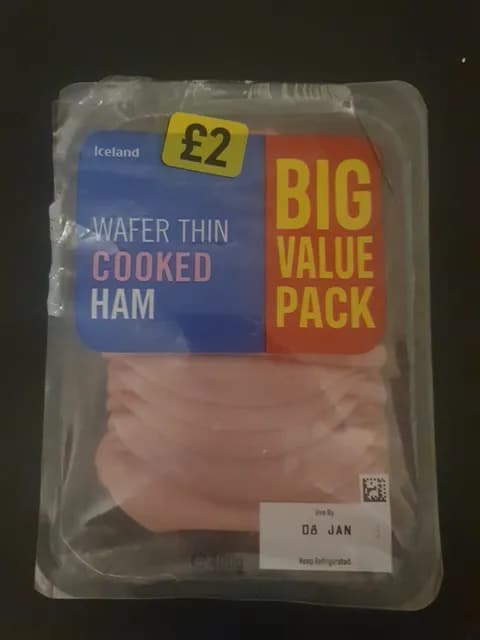 Iceland
£2
WAFER THIN
COOKED
HAM
BIG
VALUE
PACK
Use By
08 JAN
Keep Refrigerated